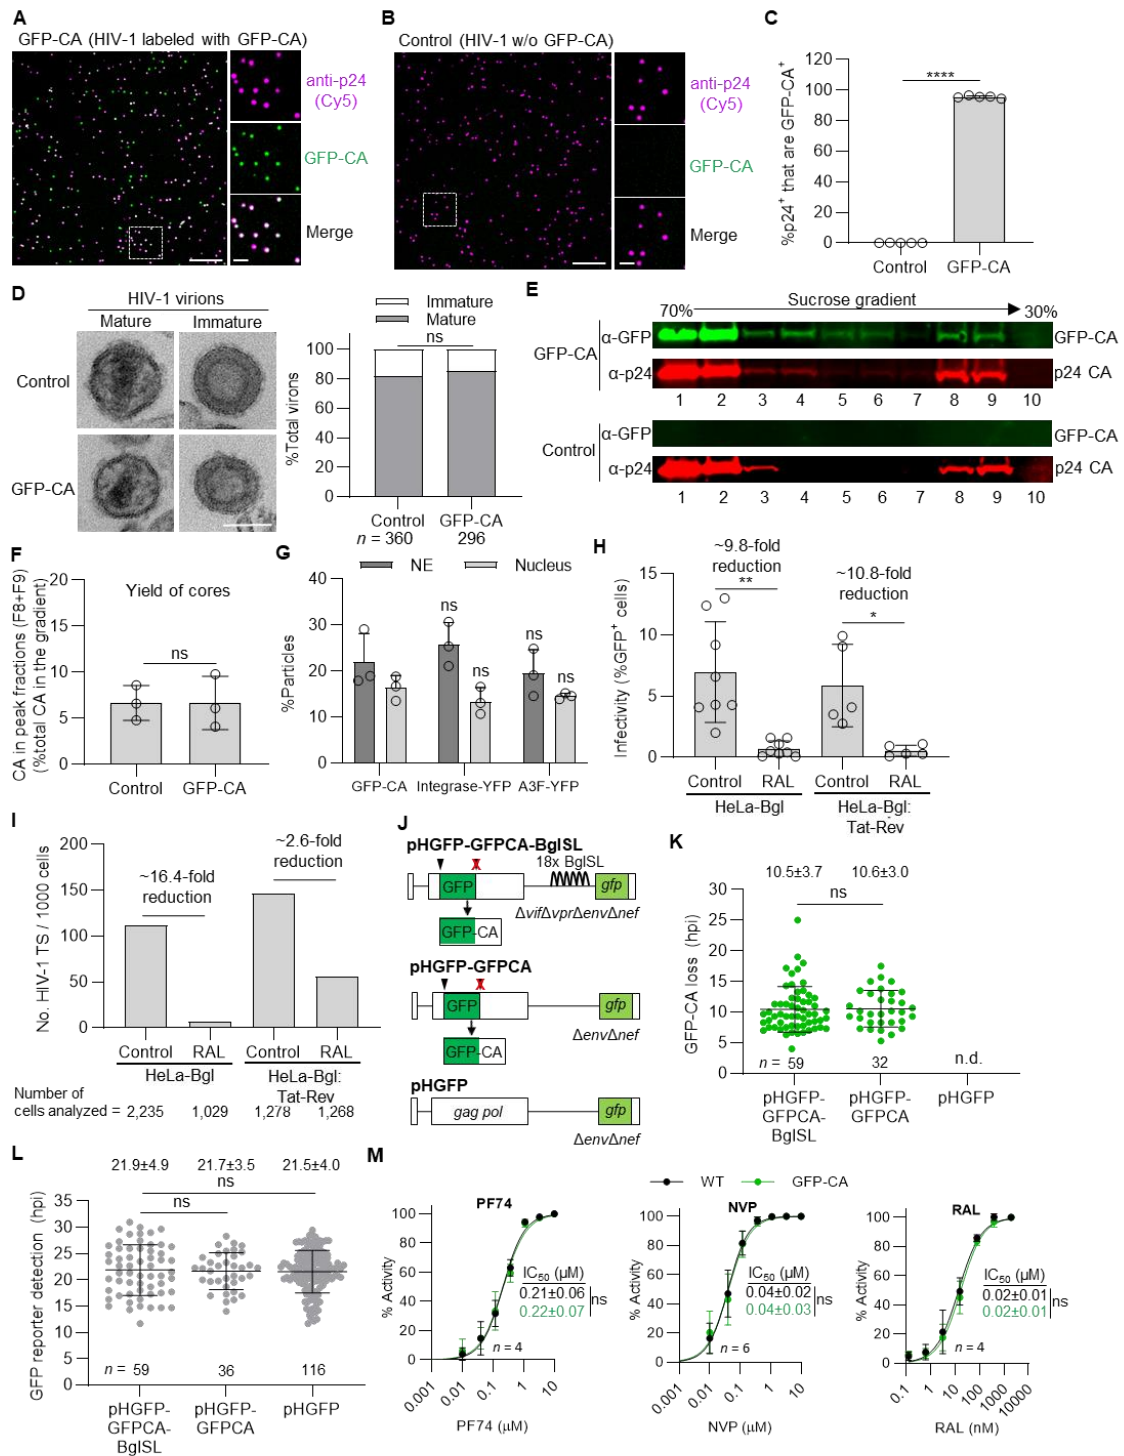 A
GFP-CA (HIV-1 labeled with GFP-CA)
anti-p24
(Cy5)
GFP-CA
Merge
B
Control (HIV-1 w/o GFP-CA)
anti-p24
(Cy5)
GFP-CA
Merge
C
%p24+ that are GFP-CA+
120
100
80
60
40
20
0
****
Control
GFP-CA
D
HIV-1 virions
Mature
Immature
Control
GFP-CA
Immature
Mature
ns
%Total virons
100
80
60
40
20
0
Control
GFP-CA
n = 360
296
E
70%
Sucrose gradient
30%
GFP-CA
α-GFP
GFP-CA
α-p24
p24 CA
1 2 3 4 5 6 7 8 9 10
Control
α-GFP
GFP-CA
α-p24
p24 CA
1 2 3 4 5 6 7 8 9 10
F
CA in peak fractions (F8+F9)
(%total CA in the gradient)
20
15
10
5
0
Yield of cores
ns
Control
GFP-CA
G
NE
Nucleus
%Particles
40
30
20
10
0
ns
ns
ns
ns
GFP-CA
Integrase-YFP
A3F-YFP
H
~9.8-fold
reduction
**
~10.8-fold
reduction
*
Infectivity (%GFP+ cells)
15
10
5
0
Control
RAL
Control
RAL
HeLa-Bgl
HeLa-Bgl:
Tat-Rev
I
No. HIV-1 TS / 1000 cells
200
150
100
50
0
~16.4-fold
reduction
~2.6-fold
reduction
Control
RAL
Control
RAL
HeLa-Bgl
HeLa-Bgl:
Tat-Rev
Number of
cells analyzed = 2,235 1,029 1,278 1,268
J
pHGFP-GFPCA-BglSL
18x BglSL
GFP
gfp
ΔvifΔvprΔenvΔnef
GFP-CA
pHGFP-GFPCA
GFP
gfp
ΔenvΔnef
GFP-CA
pHGFP
gag pol
gfp
ΔenvΔnef
K
10.5±3.7
10.6±3.0
ns
GFP-CA loss (hpi)
30
25
20
15
10
5
0
n = 59
32
n.d.
pHGFP-
GFPCA-
BglSL
pHGFP-
GFPCA
pHGFP
L
21.9±4.9
21.7±3.5
21.5±4.0
ns
ns
GFP reporter detection (hpi)
35
30
25
20
15
10
5
0
n = 59
36
116
pHGFP-
GFPCA-
BglSL
pHGFP-
GFPCA
pHGFP
M
WT
GFP-CA
PF74
% Activity
100
80
60
40
20
0
IC50 (µM)
0.21±0.06
0.22±0.07
ns
n = 4
0.001
0.01
0.1
1
10
PF74 (µM)
NVP
% Activity
100
80
60
40
20
0
IC50 (µM)
0.04±0.02
0.04±0.03
ns
n = 6
0.001
0.01
0.1
1
10
NVP (µM)
RAL
% Activity
100
80
60
40
20
0
IC50 (µM)
0.02±0.01
0.02±0.01
ns
n = 4
0.1
1
10
100
1000
10000
RAL (nM)